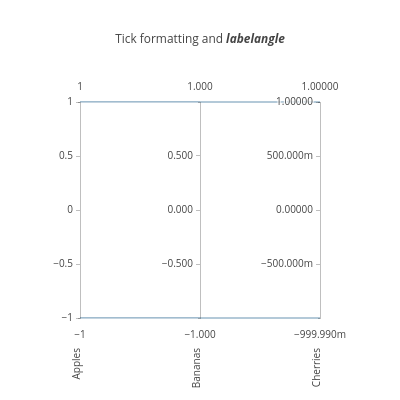 Tick formatting and labelangle
1 1.000 1.00000
1 1.00000
0.5 0.500 500.000m
0 0.000 0.00000
−0.5 −0.500 −500.000m
−1
−1 −1.000 −999.990m
Apples Bananas Cherries